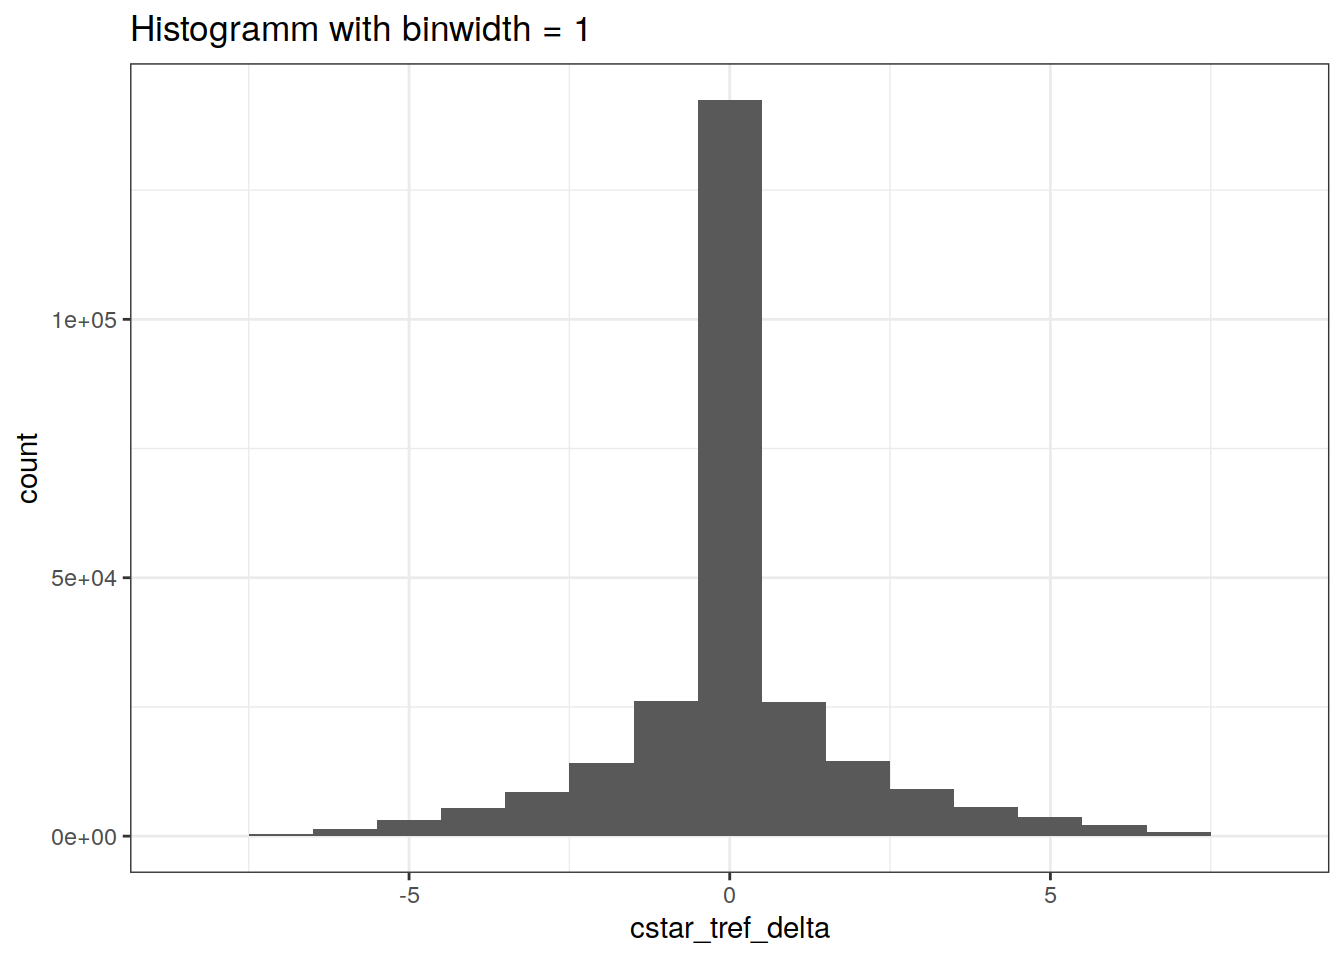 Histogramm with binwidth = 1
count
1e+05
5e+04
0e+00
-5
0
5
cstar_tref_delta